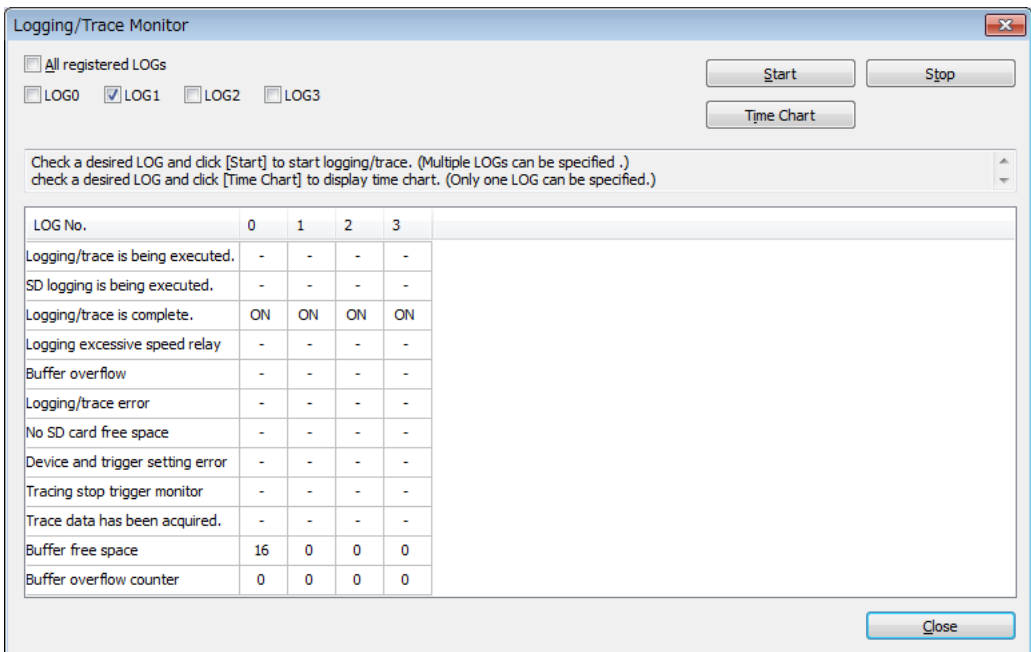 Logging/Trace Monitor
All registered LOGs
LOG0 LOG1 LOG2 LOG3
Start Stop
Time Chart
Check a desired LOG and click [Start] to start logging/trace. (Multiple LOGs can be specified .)
check a desired LOG and click [Time Chart] to display time chart. (Only one LOG can be specified.)
LOG No. 0 1 2 3
Logging/trace is being executed. - - - -
SD logging is being executed. - - - -
Logging/trace is complete. ON ON ON ON
Logging excessive speed relay - - - -
Buffer overflow - - - -
Logging/trace error - - - -
No SD card free space - - - -
Device and trigger setting error - - - -
Tracing stop trigger monitor - - - -
Trace data has been acquired. - - - -
Buffer free space 16 0 0 0
Buffer overflow counter 0 0 0 0
Close